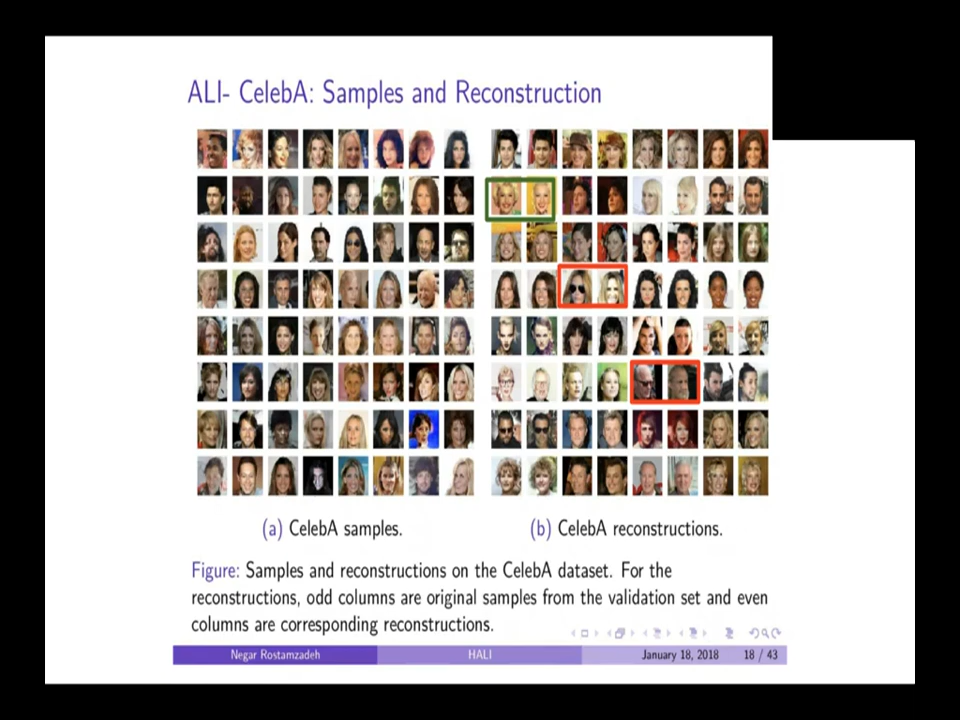 ALI- CelebA: Samples and Reconstruction
(a) CelebA samples.
(b) CelebA reconstructions.
Figure: Samples and reconstructions on the CelebA dataset. For the
reconstructions, odd columns are original samples from the validation set and even
columns are corresponding reconstructions.
Negar Rostamzadeh
HALI
January 18, 2018
18 / 43